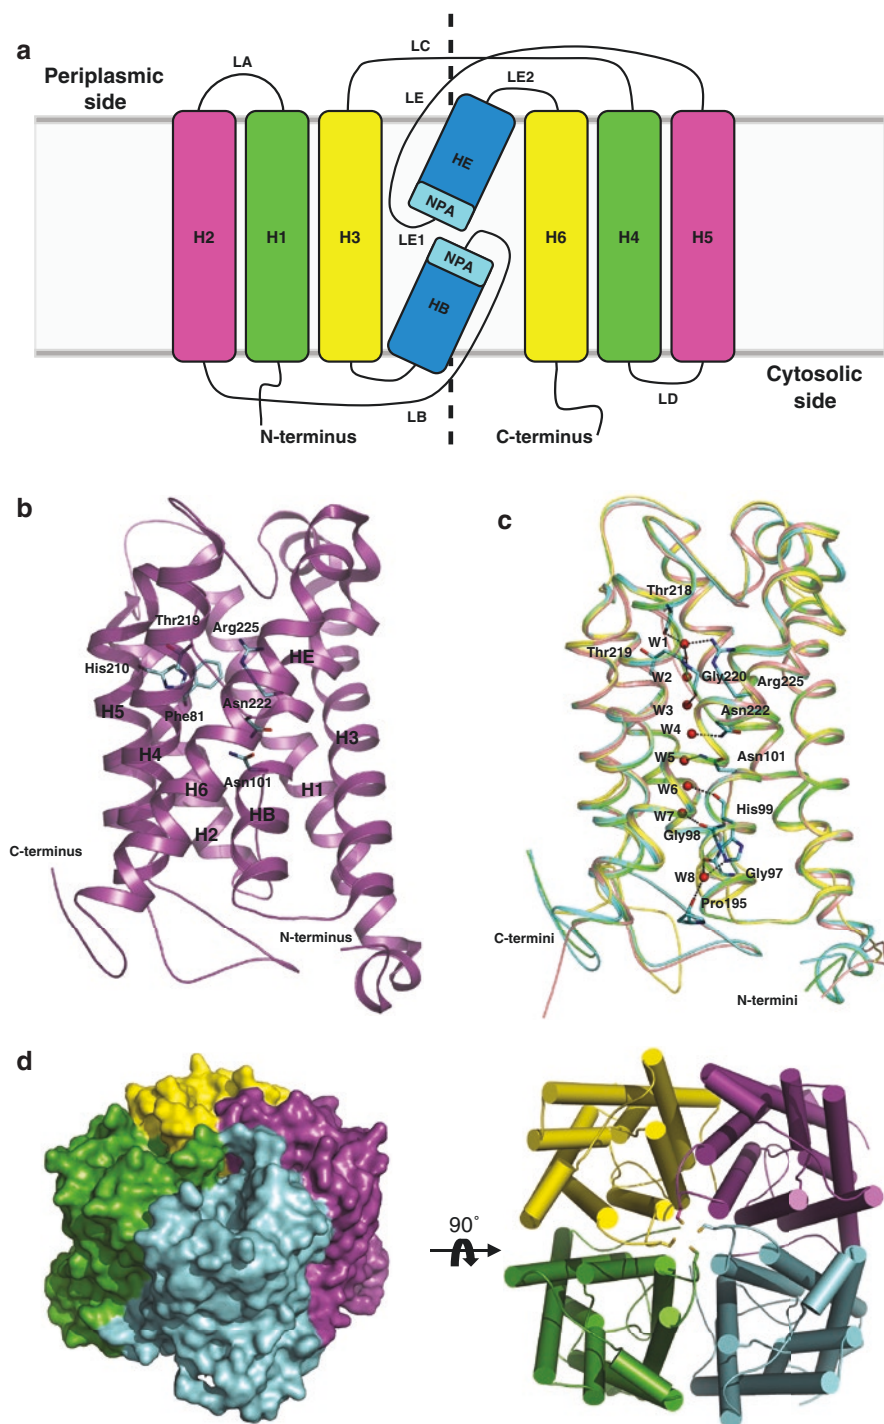 a
Periplasmic
side
LA
LC
LE
LE2
HE
NPA
LE1
NPA
HB
H2
H1
H3
H6
H4
H5
LB
LD
Cytosolic
side
N-terminus
C-terminus
b
Thr219
Arg225
His210
HE
H5
Phe81
Asn222
H4
H3
Asn101
H6
H1
HB
H2
C-terminus
N-terminus
c
Thr218
W1
Thr219
W2
Gly220
Arg225
W3
Asn222
W4
W5
Asn101
W6
His99
W7
Gly98
W8
Gly97
Pro195
C-termini
N-termini
d
90°